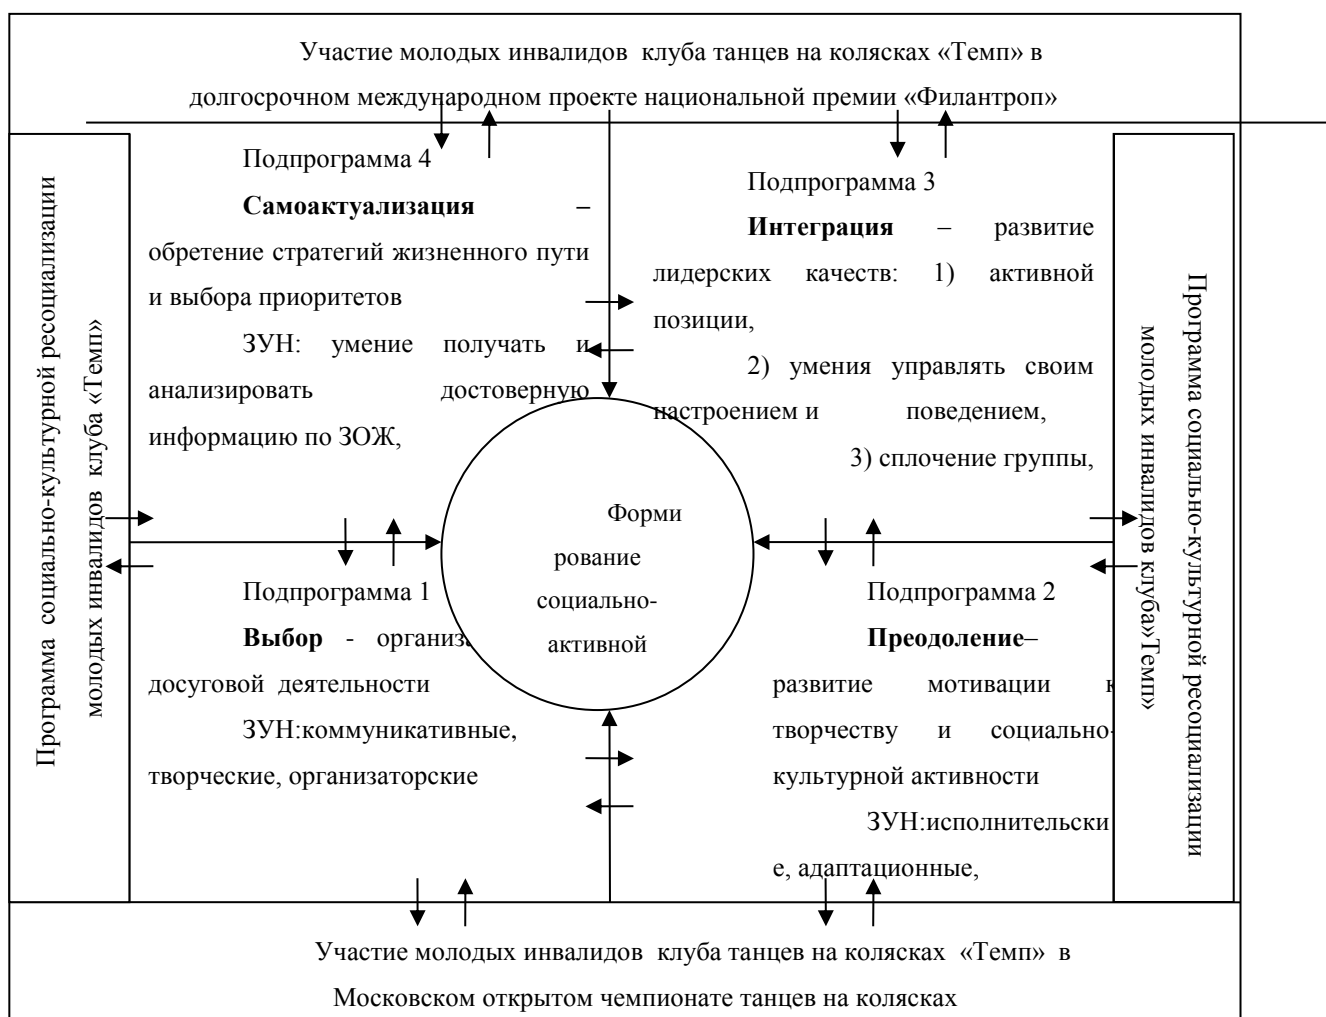 Участие молодых инвалидов клуба танцев на колясках «Темп» в
долгосрочном международном проекте национальной премии «Филантроп»
Программа социально-культурной ресоциализации
молодых инвалидов клуба «Темп»
Подпрограмма 4
Самоактуализация –
обретение стратегий жизненного пути
и выбора приоритетов
ЗУН: умение получать и
анализировать достоверную
информацию по ЗОЖ,
Подпрограмма 3
Интеграция – развитие
лидерских качеств: 1) активной
позиции,
2) умения управлять своим
настроением и поведением,
3) сплочение группы,
Форми
рование
социально-
активной
Подпрограмма 1
Выбор - организа
досуговой деятельности
ЗУН:коммуникативные,
творческие, организаторские
Подпрограмма 2
Преодоление–
развитие мотивации к
творчеству и социально-
культурной активности
ЗУН:исполнительски
е, адаптационные,
Программа социально-культурной ресоциализации
молодых инвалидов клуба»Темп»
Участие молодых инвалидов клуба танцев на колясках «Темп» в
Московском открытом чемпионате танцев на колясках